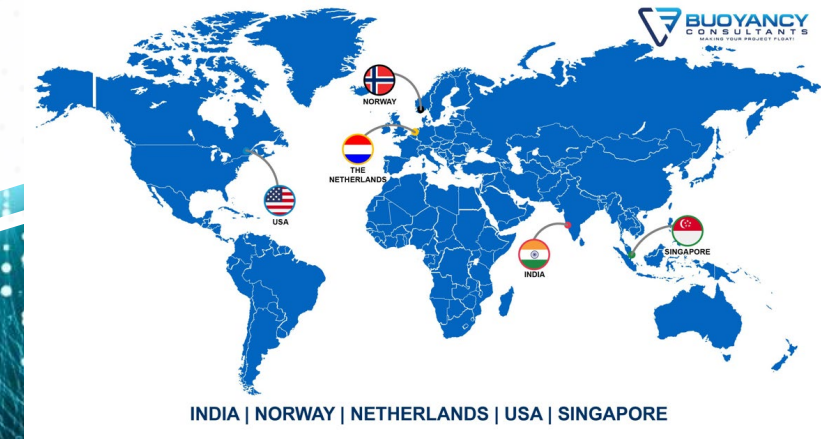 BUOYANCY
CONSULTANTS
MAKING YOUR PROJECT FLOAT!
NORWAY
THE
NETHERLANDS
USA
INDIA
SINGAPORE
INDIA | NORWAY | NETHERLANDS | USA | SINGAPORE